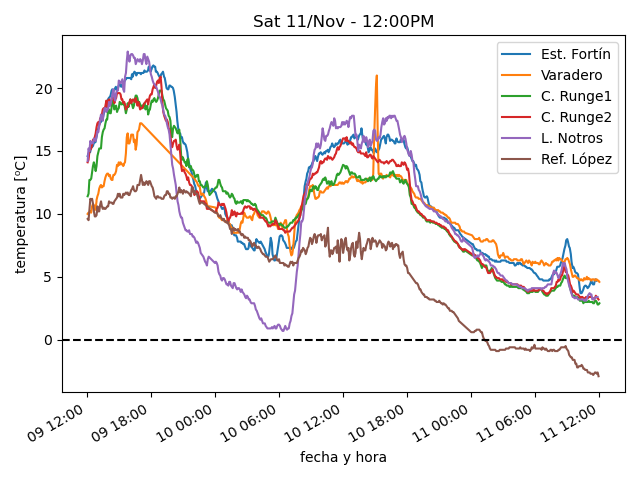 Sat 11/Nov - 12:00PM
temperatura [ºC]
20
15
10
5
0
Est. Fortín
Varadero
C. Runge1
C. Runge2
L. Notros
Ref. López
09 12:00
09 18:00
10 00:00
10 06:00
10 12:00
10 18:00
11 00:00
11 06:00
11 12:00
fecha y hora